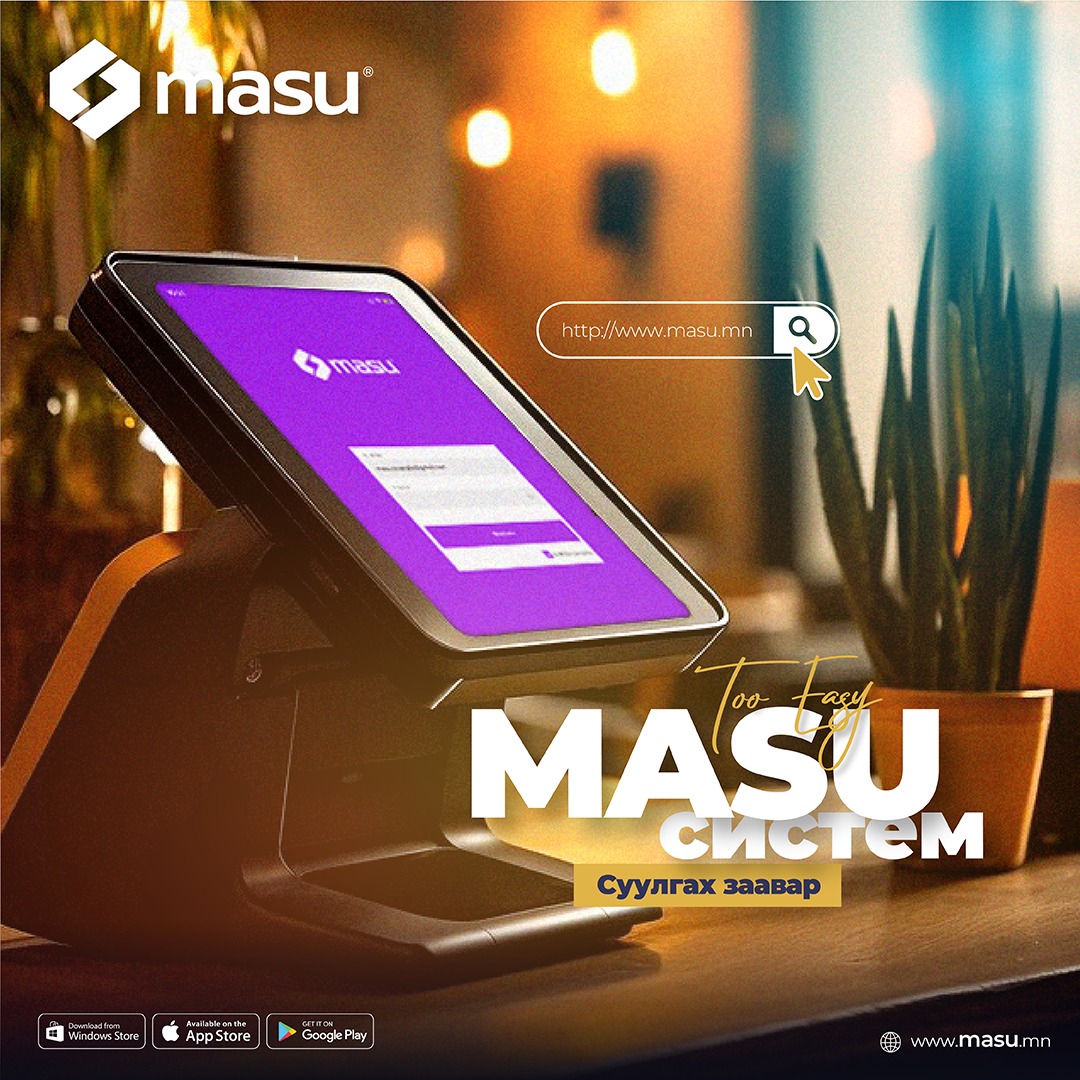 masu®
http://www.masu.mn
masu
Too Easy
MASU
систем
Суулгах заавар
Download from
Windows Store
Available on the
App Store
GET IT ON
Google Play
www.masu.mn